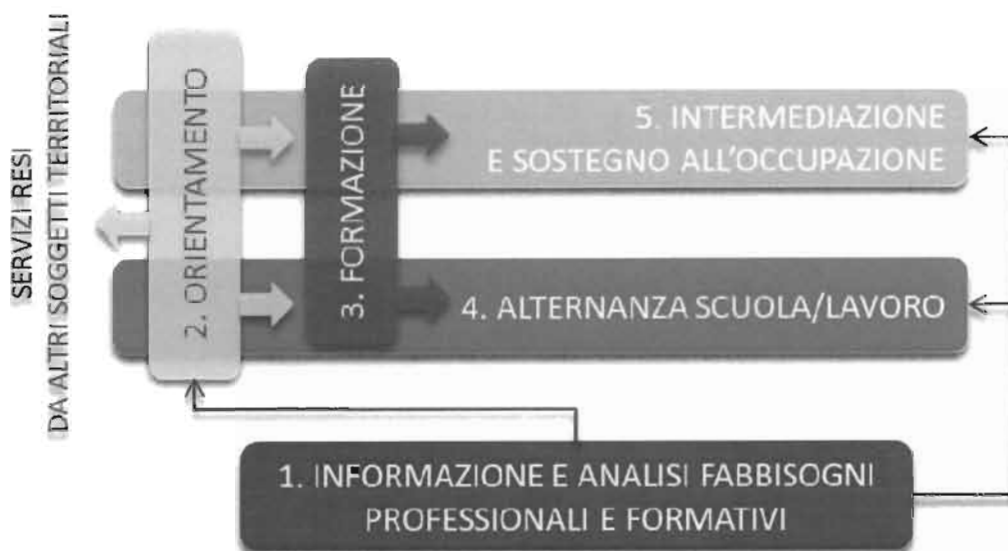 SERVIZI RESI
DA ALTRI SOGGETTI TERRITORIALI
2. ORIENTAMENTO
3. FORMAZIONE
5. INTERMEDIAZIONE
E SOSTEGNO ALL'OCCUPAZIONE
4. ALTERNANZA SCUOLA/LAVORO
1. INFORMAZIONE E ANALISI FABBISOGNI
PROFESSIONALI E FORMATIVI